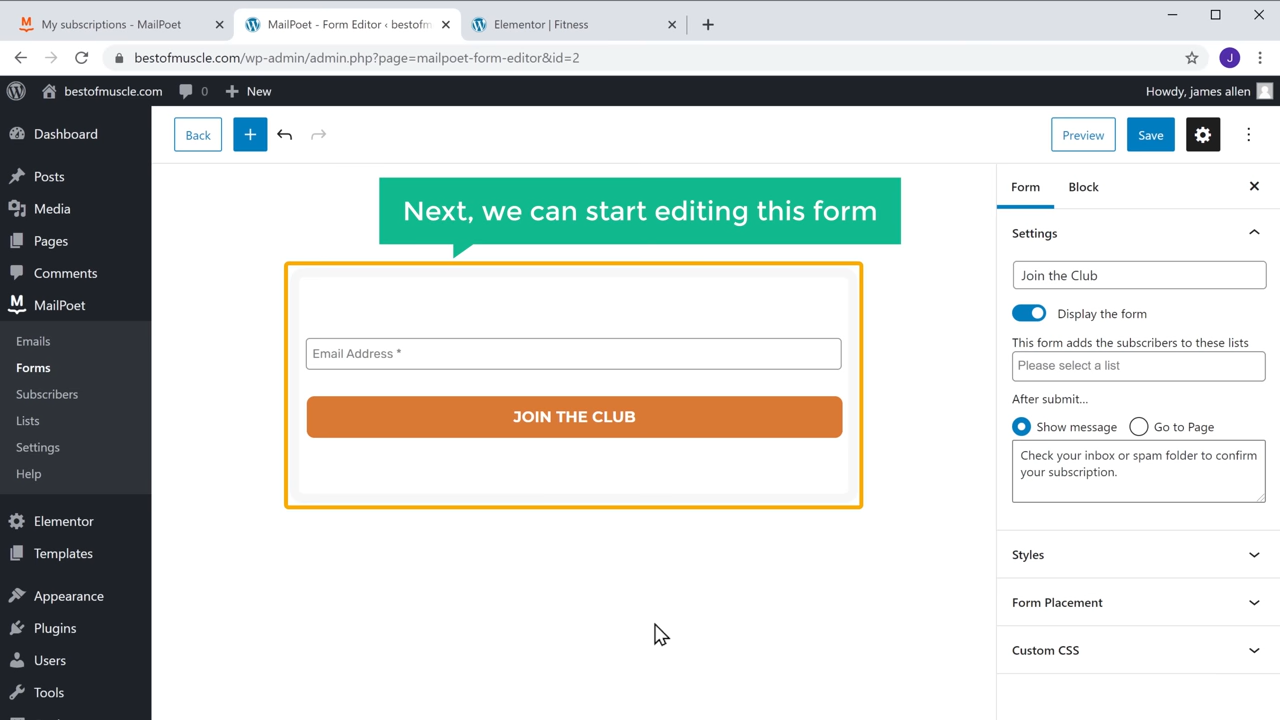 My subscriptions - MailPoet
MailPoet - Form Editor ‹ bestofm
Elementor | Fitness
bestofmuscle.com/wp-admin/admin.php?page=mailpoet-form-editor&id=2
J
bestofmuscle.com
0
New
Howdy, james allen
Dashboard
Posts
Media
Pages
Comments
MailPoet
Emails
Forms
Subscribers
Lists
Settings
Help
Elementor
Templates
Appearance
Plugins
Users
Tools
Back
Preview
Save
Next, we can start editing this form
Email Address *
JOIN THE CLUB
Form
Block
Settings
Join the Club
Display the form
This form adds the subscribers to these lists
Please select a list
After submit...
Show message
Go to Page
Check your inbox or spam folder to confirm
your subscription.
Styles
Form Placement
Custom CSS